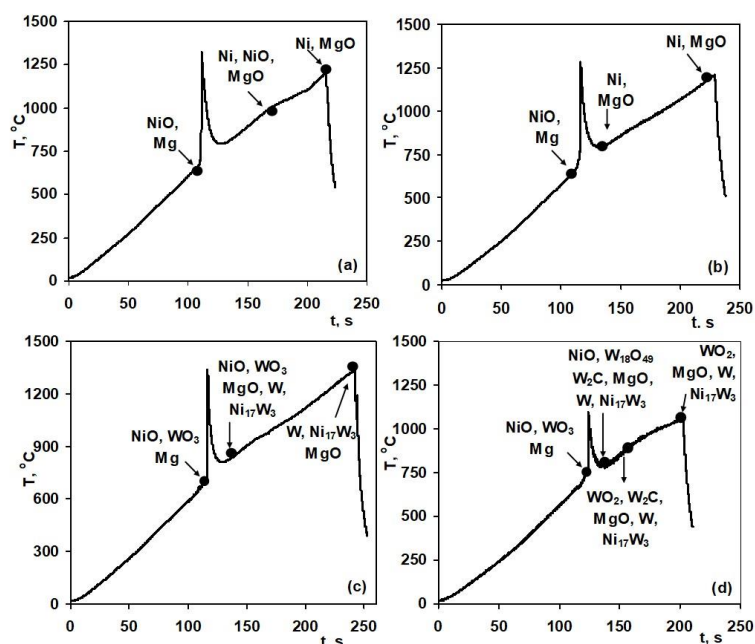 1500
1250
1000
750
500
250
0
T, °C
NiO,
Mg
Ni, NiO,
MgO
Ni, MgO
(a)
0 50 100 150 200 250
t, s
1500
1250
1000
750
500
250
0
T, °C
NiO,
Mg
Ni,
MgO
Ni, MgO
(b)
0 50 100 150 200 250
t. s
1500
1200
900
600
300
0
T, °C
NiO, WO3
Mg
NiO, WO3
MgO, W,
Ni17W3
W, Ni17W3
MgO
(c)
0 50 100 150 200 250
t, s
1500
1250
1000
750
500
250
0
T, °C
NiO, WO3
Mg
NiO, W18O49
W2C, MgO,
W, Ni17W3
WO2, W2C,
MgO, W,
Ni17W3
WO2,
MgO, W,
Ni17W3
(d)
0 50 100 150 200 250
t, s